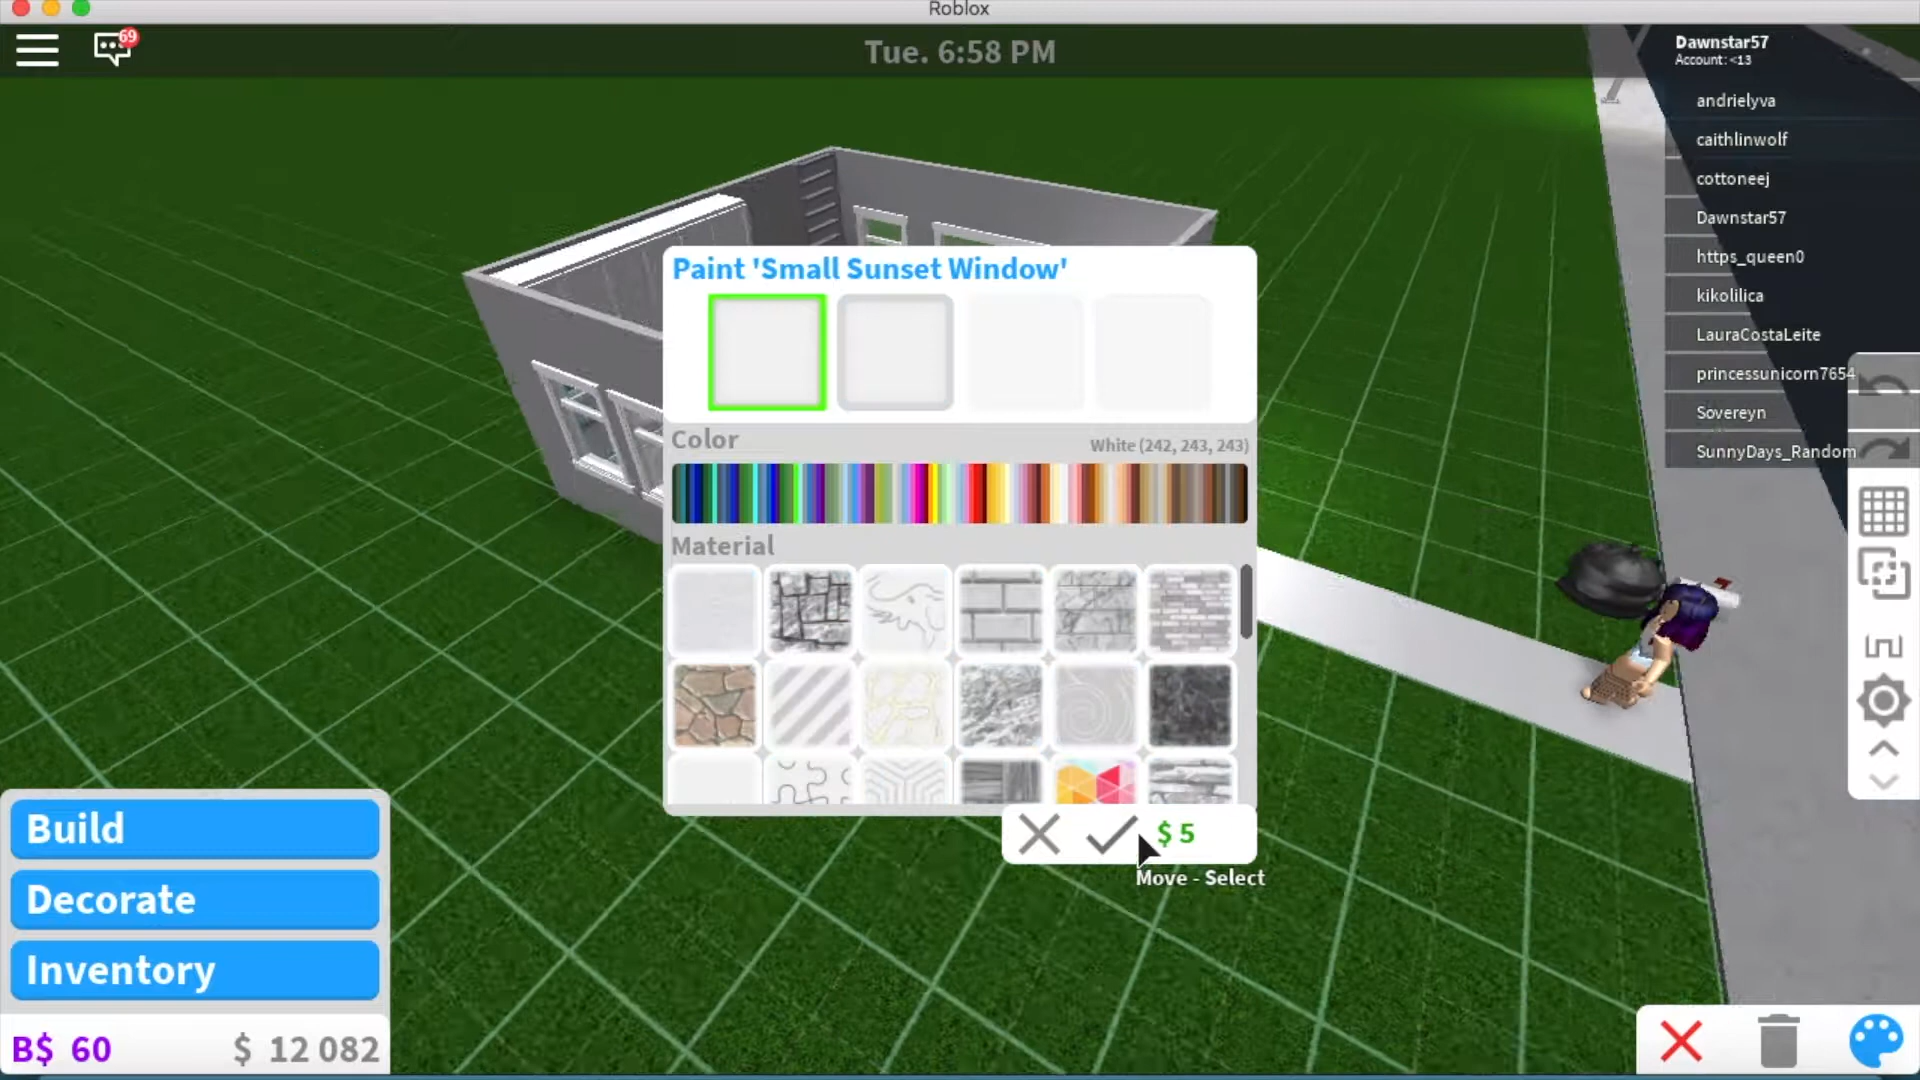 Roblox
69
Tue. 6:58 PM
Dawnstar57
Account: <13
andrielyva
caithlinwolf
cottoneej
Dawnstar57
https_queen0
kikolilica
LauraCostaLeite
princessunicorn7654
Sovereyn
SunnyDays_Random
Paint 'Small Sunset Window'
Color
White (242, 243, 243)
Material
$ 5
Move - Select
Build
Decorate
Inventory
B$ 60
$ 12 082